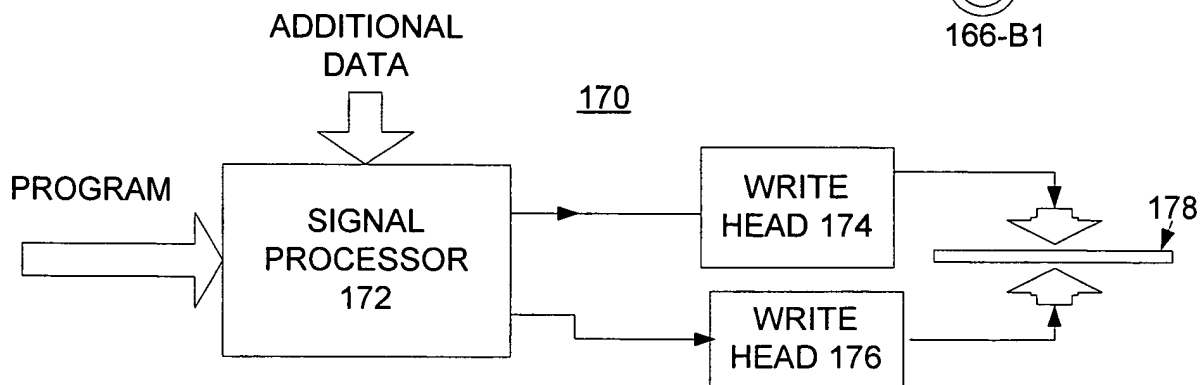 166-B1
ADDITIONAL
DATA
170
PROGRAM
SIGNAL
PROCESSOR
172
WRITE
HEAD 174
178
WRITE
HEAD 176